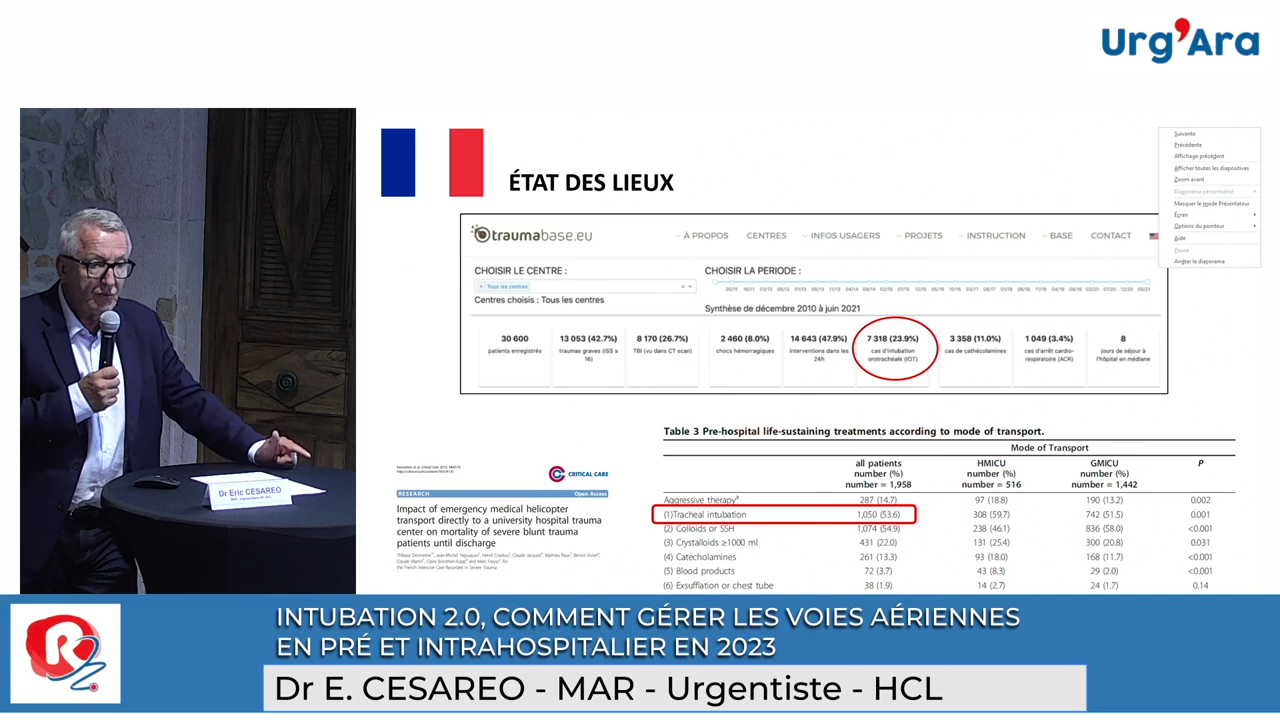 Urg'Ara
ÉTAT DES LIEUX
Suivante
Précédente
Affichage précédent
Afficher toutes les diapositives
Zoom avant
Diaporama personnalisé
Masquer le mode Présentateur
Écran
Options du pointeur
Aide
Pause
Arrêter le diaporama
traumabase.eu
À PROPOS CENTRES INFOS USAGERS PROJETS INSTRUCTION BASE CONTACT
CHOISIR LE CENTRE :
Tous les centres
Centres choisis : Tous les centres
CHOISIR LA PERIODE :
Synthèse de décembre 2010 à juin 2021
30 600
patients enregistrés
13 053 (42.7%)
traumas graves (ISS ≥
16)
8 170 (26.7%)
TBI (vu dans CT scan)
2 460 (8.0%)
chocs hémorragiques
14 643 (47.9%)
interventions dans les
24h
7 318 (23.9%)
cas d'intubation
orotrachéale (IOT)
3 358 (11.0%)
cas de cathécolamines
1 049 (3.4%)
cas d'arrêt cardio-
respiratoire (ACR)
8
jours de séjour à
l'hôpital en médiane
CRITICAL CARE
RESEARCH Open Access
Impact of emergency medical helicopter
transport directly to a university hospital trauma
center on mortality of severe blunt trauma
patients until discharge
Table 3 Pre-hospital life-sustaining treatments according to mode of transport.
Mode of Transport
all patients HMICU GMICU P
number (%) number (%) number (%)
number = 1,958 number = 516 number = 1,442
Aggressive therapyª 287 (14.7) 97 (18.8) 190 (13.2) 0.002
(1)Tracheal intubation 1,050 (53.6) 308 (59.7) 742 (51.5) 0.001
(2) Colloids or SSH 1,074 (54.9) 238 (46.1) 836 (58.0) <0.001
(3) Crystalloids ≥1000 ml 431 (22.0) 131 (25.4) 300 (20.8) 0.031
(4) Catecholamines 261 (13.3) 93 (18.0) 168 (11.7) <0.001
(5) Blood products 72 (3.7) 43 (8.3) 29 (2.0) <0.001
(6) Exsufflation or chest tube 38 (1.9) 14 (2.7) 24 (1.7) 0.14
Dr Eric CESAREO
R2
INTUBATION 2.0, COMMENT GÉRER LES VOIES AÉRIENNES
EN PRÉ ET INTRAHOSPITALIER EN 2023
Dr E. CESAREO - MAR - Urgentiste - HCL